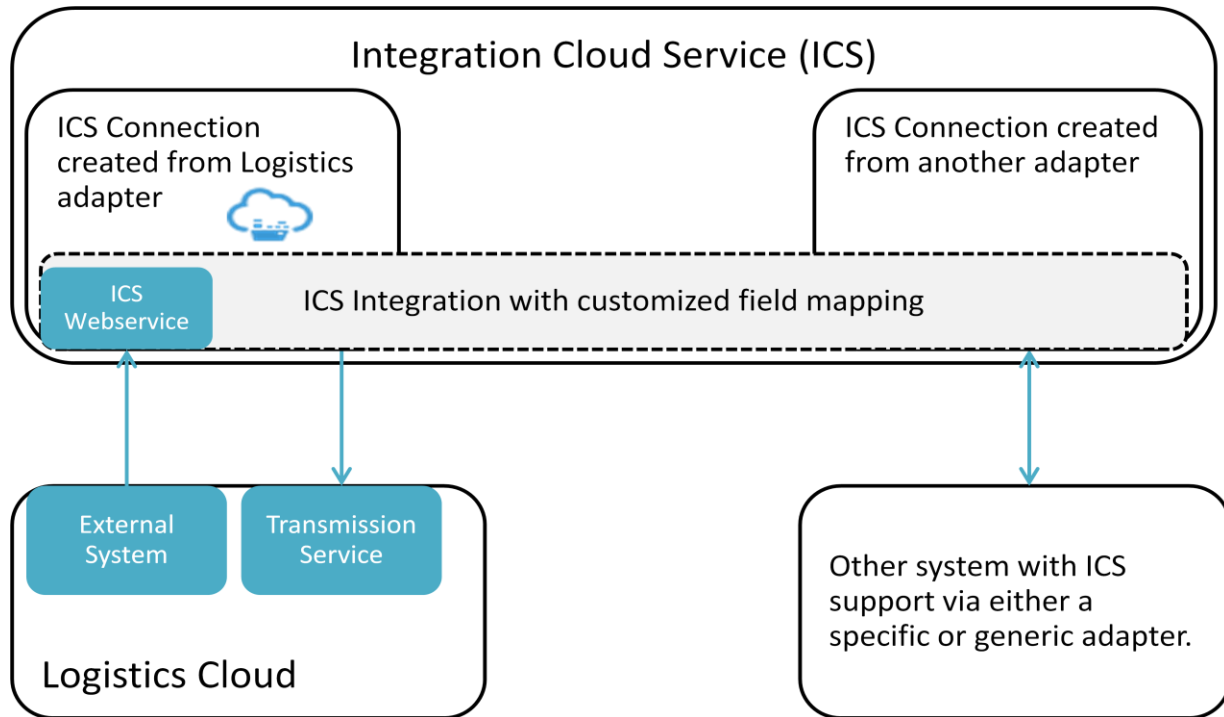 Integration Cloud Service (ICS)
ICS Connection
created from Logistics
adapter
ICS Connection created
from another adapter
ICS
Webservice
ICS Integration with customized field mapping
External
System
Transmission
Service
Logistics Cloud
Other system with ICS
support via either a
specific or generic adapter.